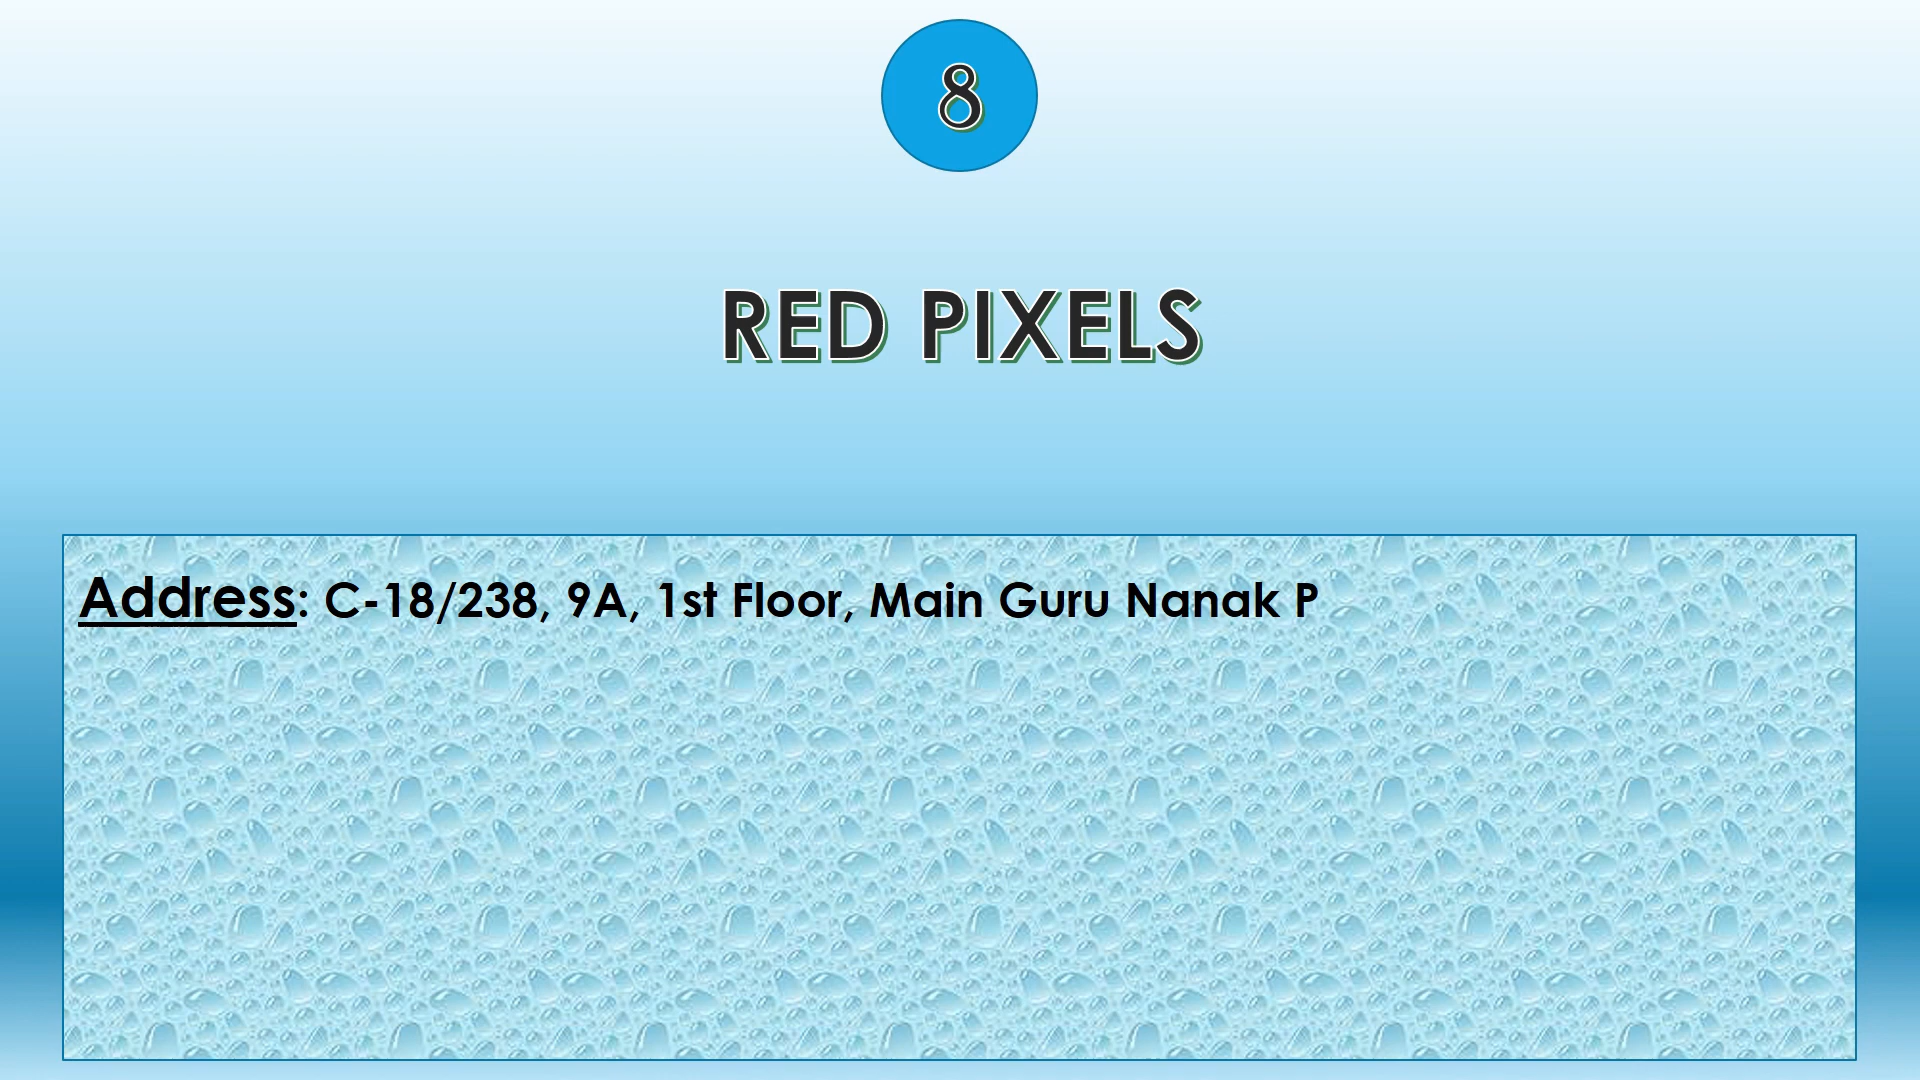 8
RED PIXELS
Address: C-18/238, 9A, 1st Floor, Main Guru Nanak P